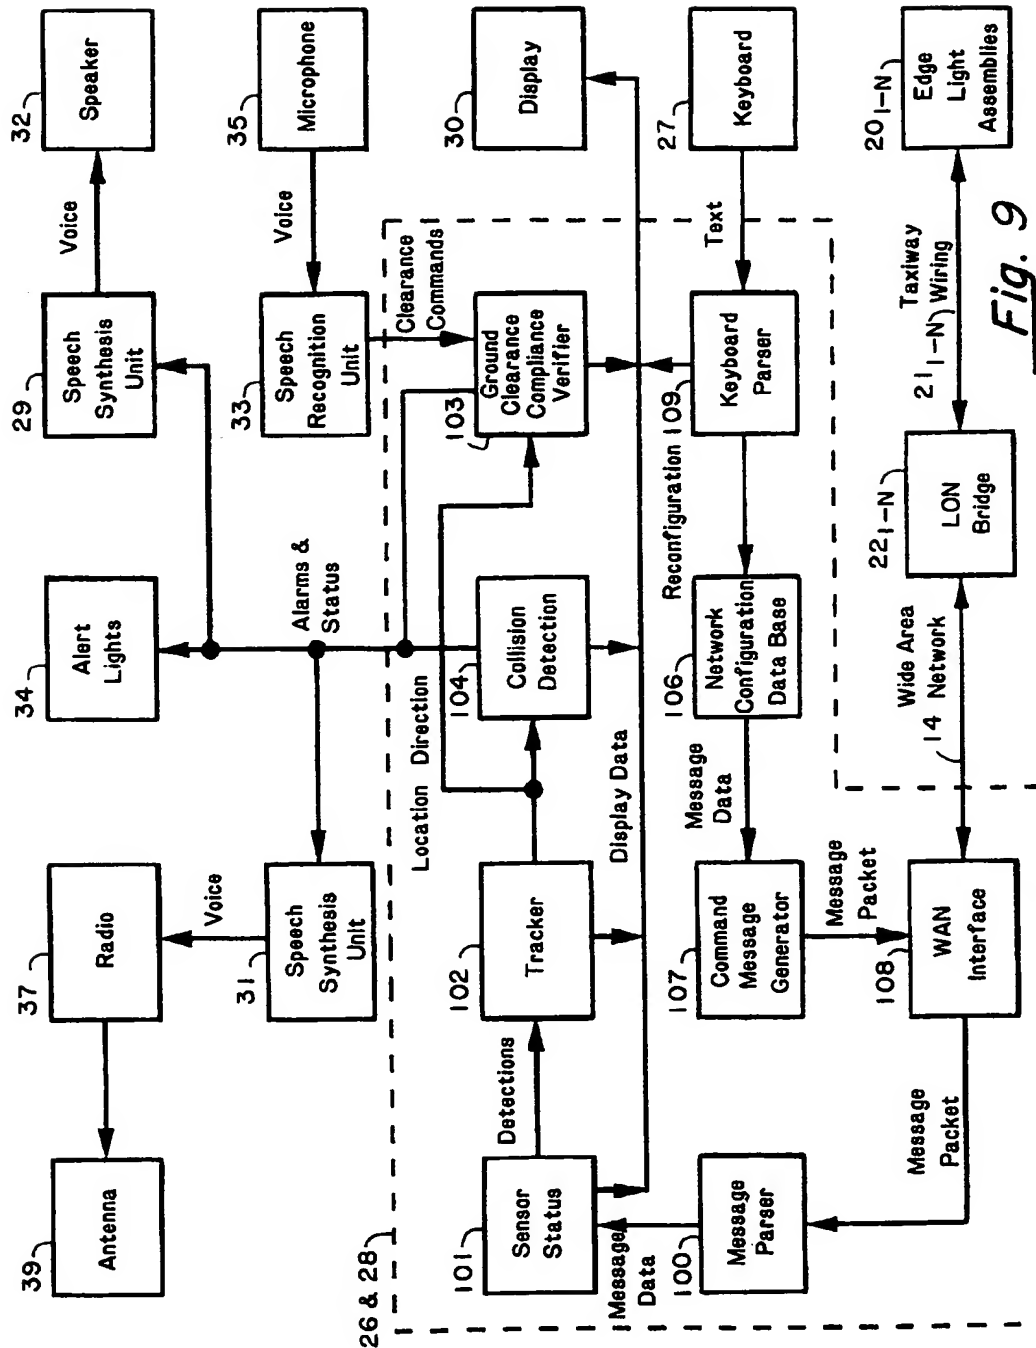 39
Antenna
37
Radio
34
Alert
Lights
29
Speech
Synthesis
Unit
Voice
32
Speaker
Voice
31
Speech
Synthesis
Unit
Alarms &
Status
33
Speech
Recognition
Unit
Voice
35
Microphone
26 & 28
Location Direction
Clearance
Commands
101
Sensor
Status
Detections
102
Tracker
104
Collision
Detection
103
Ground
Clearance
Compliance
Verifier
30
Display
Message
Data
Display Data
100
Message
Parser
107
Command
Message
Generator
Message
Data
106
Network
Configuration
Data Base
Reconfiguration
109
Keyboard
Parser
Text
27
Keyboard
Message
Packet
Message
Packet
108
WAN
Interface
Wide Area
14 Network
22 1-N
LON
Bridge
Taxiway
21 1-N Wiring
20 1-N
Edge
Light
Assemblies
Fig. 9